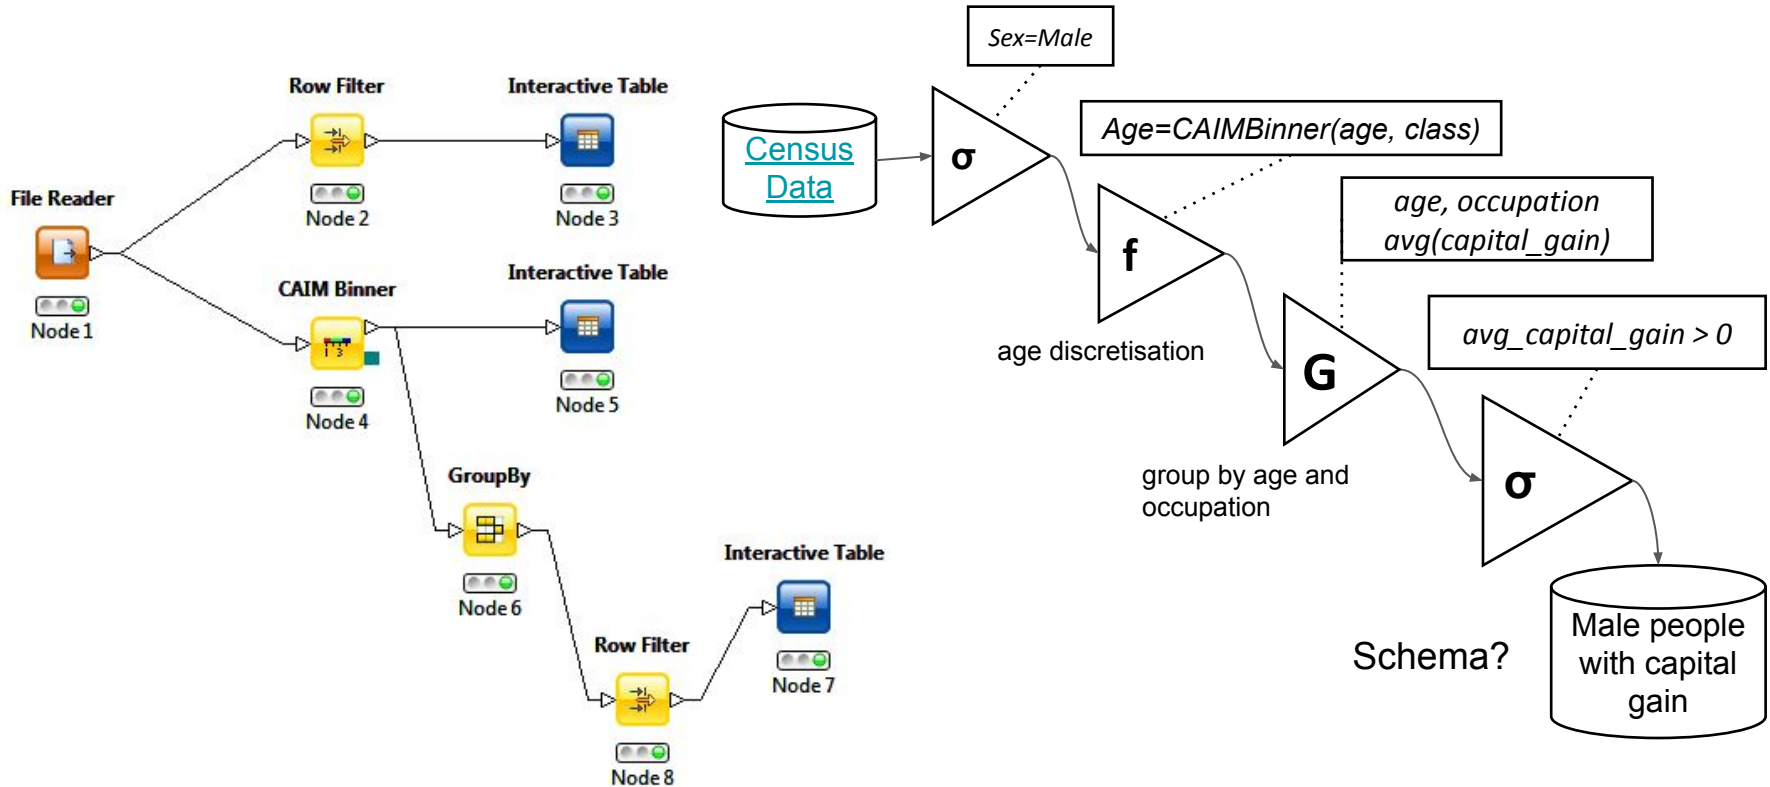 Row Filter
Node 2
Interactive Table
Node 3
File Reader
Node 1
CAIM Binner
Node 4
Interactive Table
Node 5
GroupBy
Node 6
Row Filter
Node 8
Interactive Table
Node 7
Sex=Male
Census
Data
σ
Age=CAIMBinner(age, class)
f
age discretisation
age, occupation
avg(capital_gain)
G
group by age and
occupation
avg_capital_gain > 0
σ
Schema?
Male people
with capital
gain